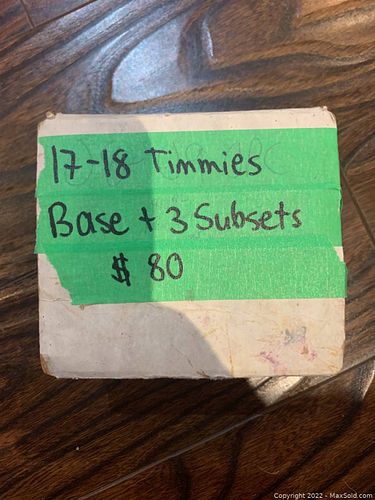 17-18 Timmies
Base + 3 Subsets
$ 80
Copyright 2022 - MaxSold.com